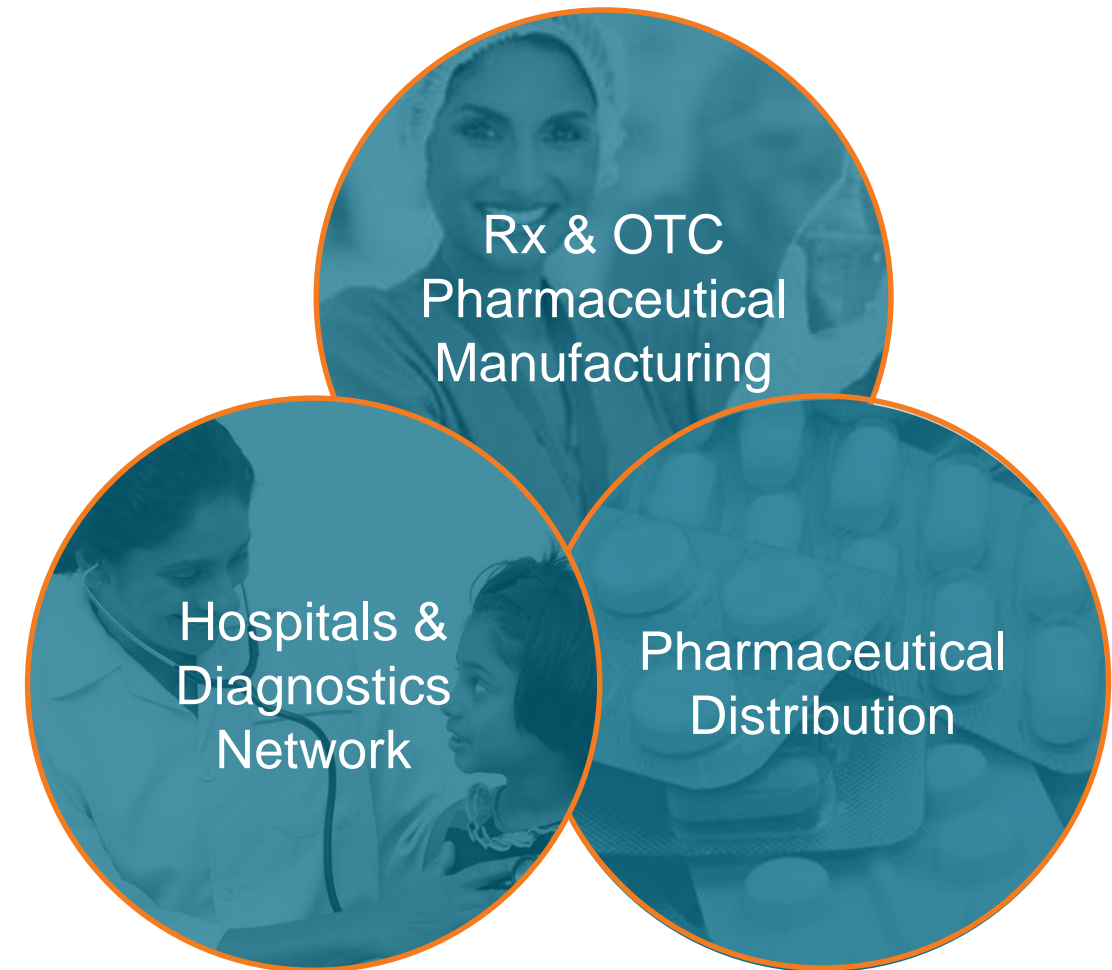 Rx & OTC
Pharmaceutical
Manufacturing
Hospitals &
Diagnostics
Network
Pharmaceutical
Distribution